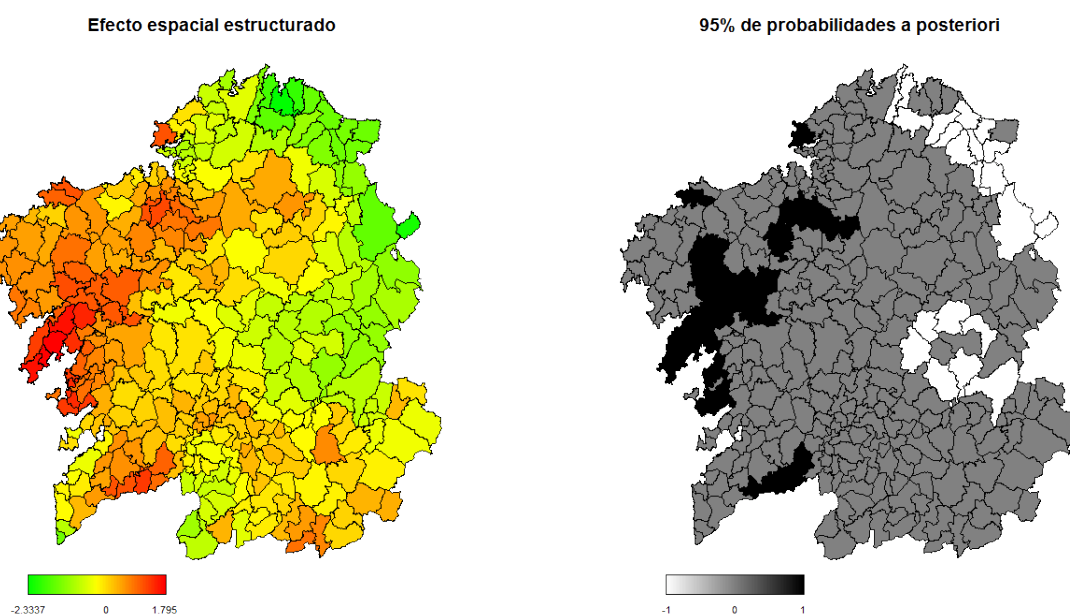 Efecto espacial estructurado
95% de probabilidades a posteriori
-2.3337 0 1.795
-1 0 1